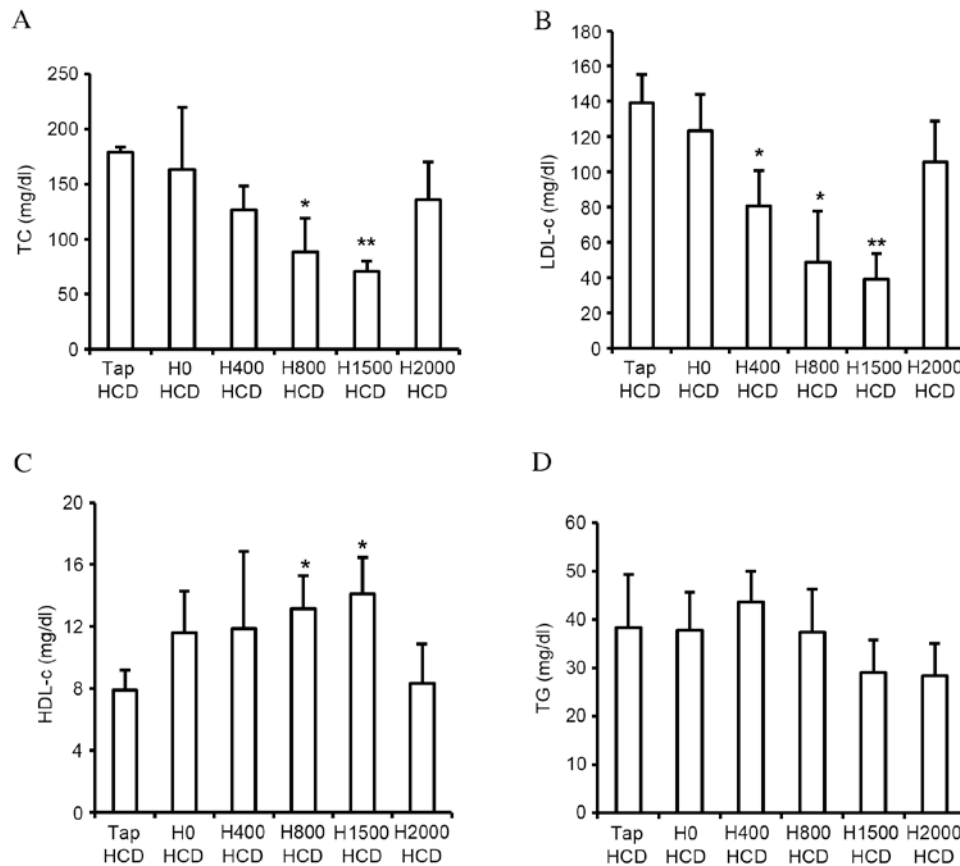 A
TC (mg/dl)
250
200
150
100
50
0
*
**
Tap H0 H400 H800 H1500 H2000
HCD HCD HCD HCD HCD HCD
B
LDL-c (mg/dl)
180
160
140
120
100
80
60
40
20
0
*
*
**
Tap H0 H400 H800 H1500 H2000
HCD HCD HCD HCD HCD HCD
C
HDL-c (mg/dl)
20
16
12
8
4
0
*
*
Tap H0 H400 H800 H1500 H2000
HCD HCD HCD HCD HCD HCD
D
TG (mg/dl)
60
50
40
30
20
10
0
Tap H0 H400 H800 H1500 H2000
HCD HCD HCD HCD HCD HCD